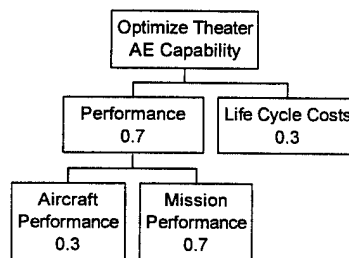 Optimize Theater
AE Capability
Performance
0.7
Life Cycle Costs
0.3
Aircraft
Performance
0.3
Mission
Performance
0.7